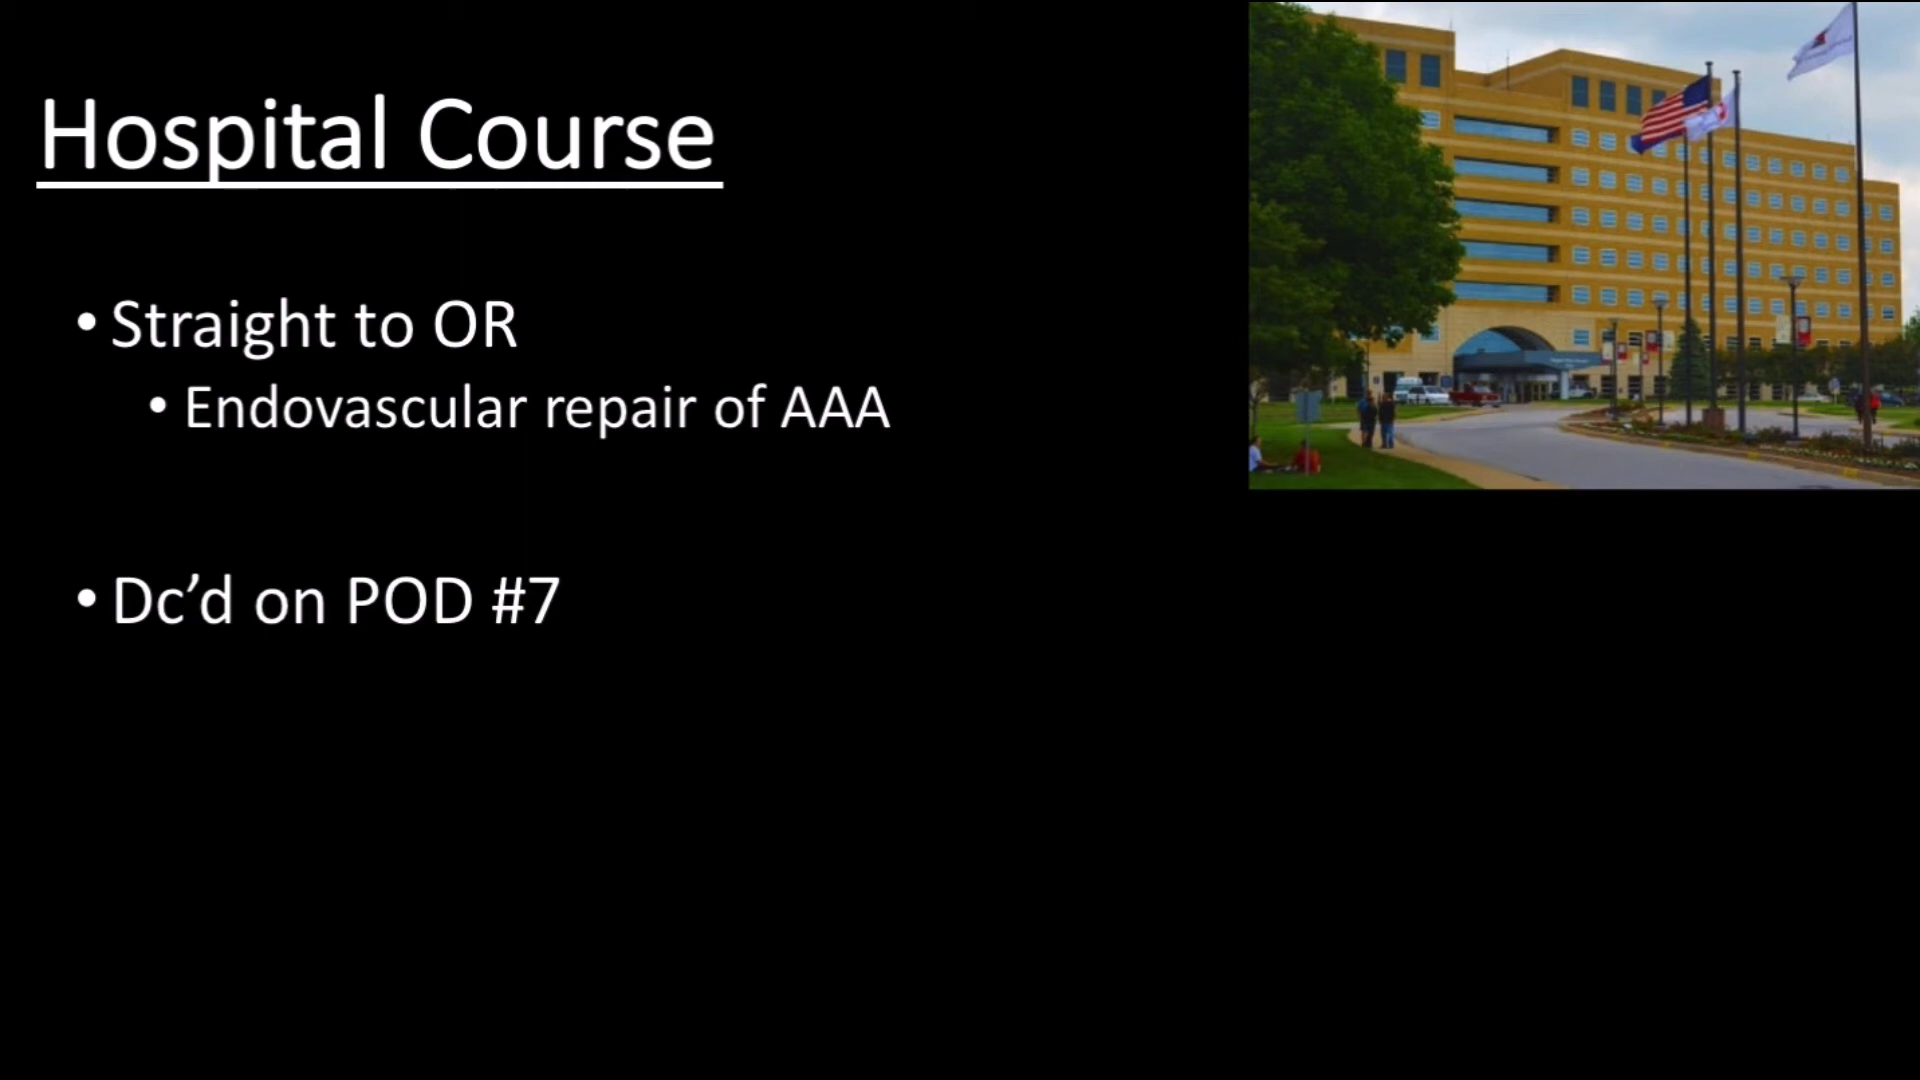 Hospital Course
• Straight to OR
• Endovascular repair of AAA
• Dc’d on POD #7